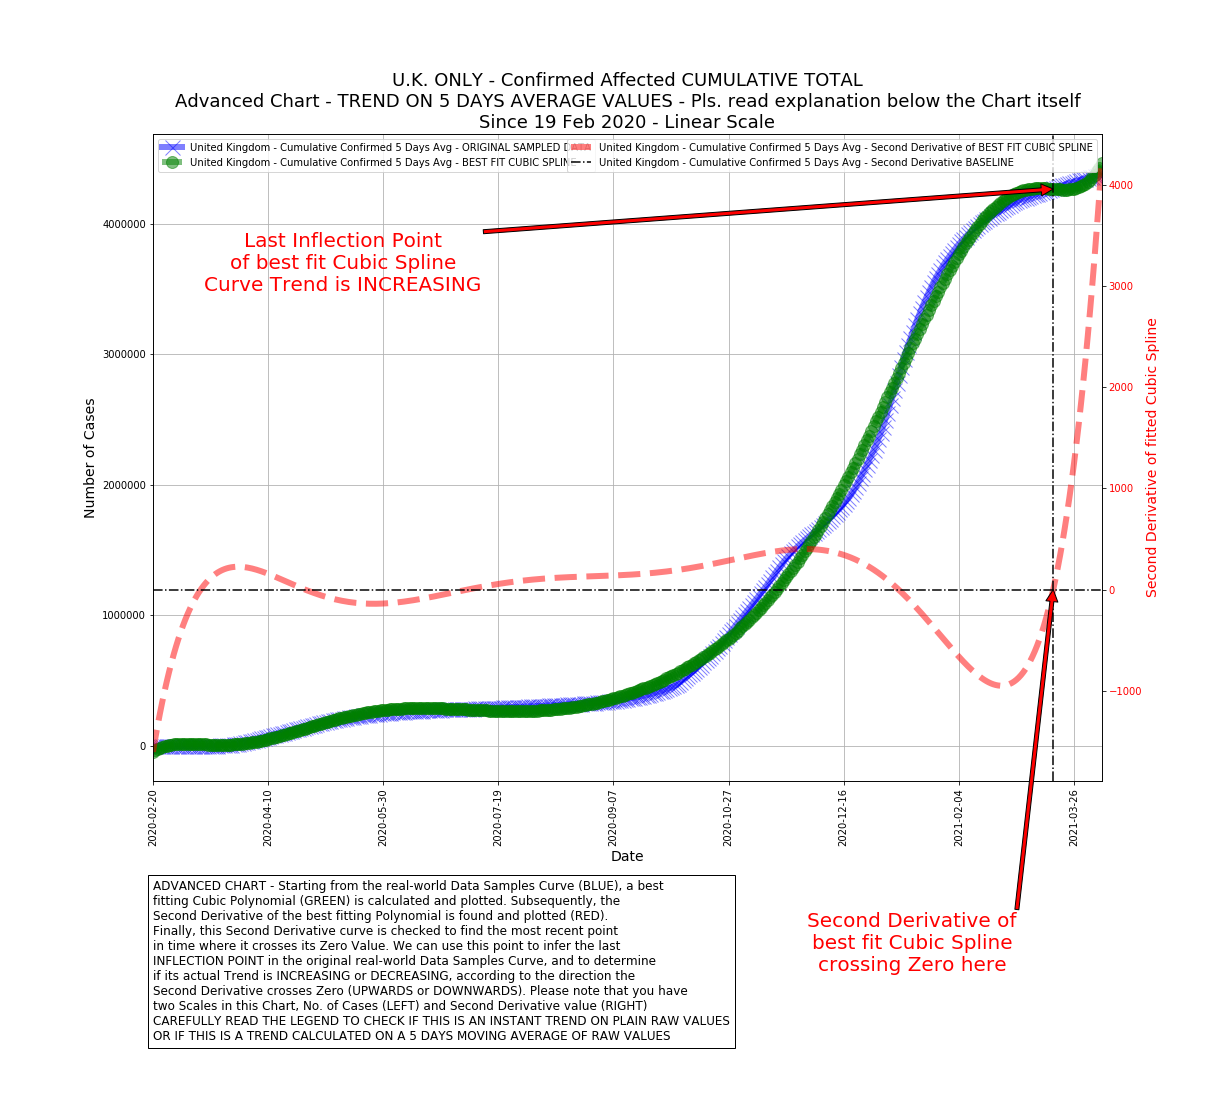 U.K. ONLY - Confirmed Affected CUMULATIVE TOTAL
Advanced Chart - TREND ON 5 DAYS AVERAGE VALUES - Pls. read explanation below the Chart itself
Since 19 Feb 2020 - Linear Scale
United Kingdom - Cumulative Confirmed 5 Days Avg - ORIGINAL SAMPLED DATA
United Kingdom - Cumulative Confirmed 5 Days Avg - BEST FIT CUBIC SPLINE
United Kingdom - Cumulative Confirmed 5 Days Avg - Second Derivative of BEST FIT CUBIC SPLINE
United Kingdom - Cumulative Confirmed 5 Days Avg - Second Derivative BASELINE
Last Inflection Point
of best fit Cubic Spline
Curve Trend is INCREASING
Number of Cases
4000000
3000000
2000000
1000000
0
Second Derivative of fitted Cubic Spline
4000
3000
2000
1000
0
−1000
2020-02-20
2020-04-10
2020-05-30
2020-07-19
2020-09-07
2020-10-27
2020-12-16
2021-02-04
2021-03-26
Date
ADVANCED CHART - Starting from the real-world Data Samples Curve (BLUE), a best
fitting Cubic Polynomial (GREEN) is calculated and plotted. Subsequently, the
Second Derivative of the best fitting Polynomial is found and plotted (RED).
Finally, this Second Derivative curve is checked to find the most recent point
in time where it crosses its Zero Value. We can use this point to infer the last
INFLECTION POINT in the original real-world Data Samples Curve, and to determine
if its actual Trend is INCREASING or DECREASING, according to the direction the
Second Derivative crosses Zero (UPWARDS or DOWNWARDS). Please note that you have
two Scales in this Chart, No. of Cases (LEFT) and Second Derivative value (RIGHT)
CAREFULLY READ THE LEGEND TO CHECK IF THIS IS AN INSTANT TREND ON PLAIN RAW VALUES
OR IF THIS IS A TREND CALCULATED ON A 5 DAYS MOVING AVERAGE OF RAW VALUES
Second Derivative of
best fit Cubic Spline
crossing Zero here